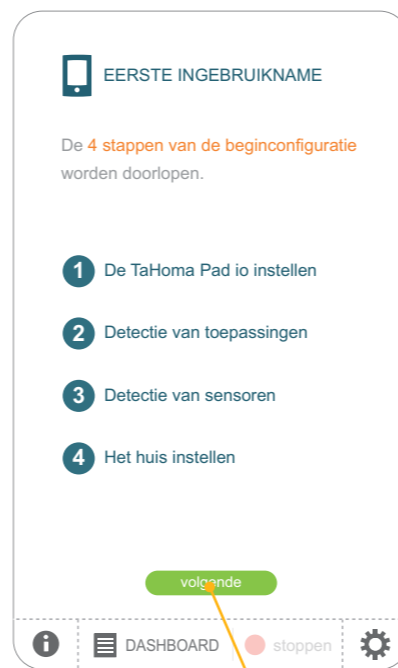 EERSTE INGEBRUIKNAME
De 4 stappen van de beginconfiguratie
worden doorlopen.
1 De TaHoma Pad io instellen
2 Detectie van toepassingen
3 Detectie van sensoren
4 Het huis instellen
volgende
i DASHBOARD stoppen